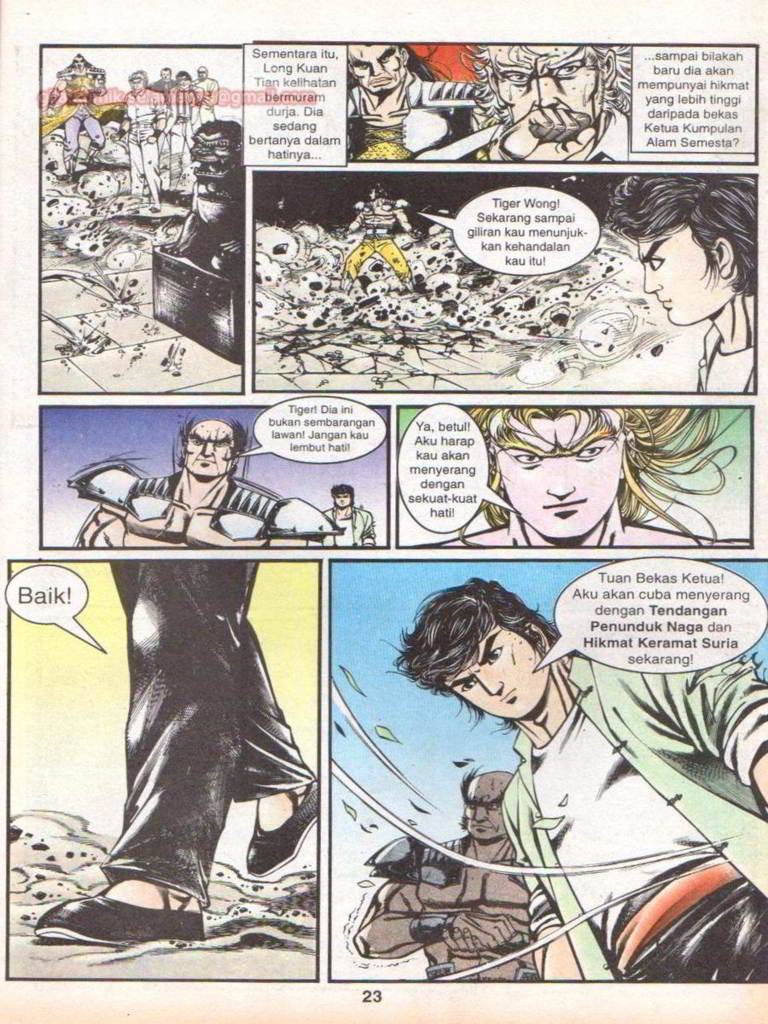 Sementara itu,
Long Kuan
Tian kelihatan
bermuram
durja. Dia
sedang
bertanya dalam
hatinya...
...sampai bilakah
baru dia akan
mempunyai hikmat
yang lebih tinggi
daripada bekas
Ketua Kumpulan
Alam Semesta?
Tiger Wong!
Sekarang sampai
giliran kau menunjuk-
kan kehandalan
kau itu!
Tiger! Dia ini
bukan sembarangan
lawan! Jangan kau
lembut hati!
Ya, betul!
Aku harap
kau akan
menyerang
dengan
sekuat-kuat
hati!
Baik!
Tuan Bekas Ketua!
Aku akan cuba menyerang
dengan Tendangan
Penunduk Naga dan
Hikmat Keramat Suria
sekarang!
23